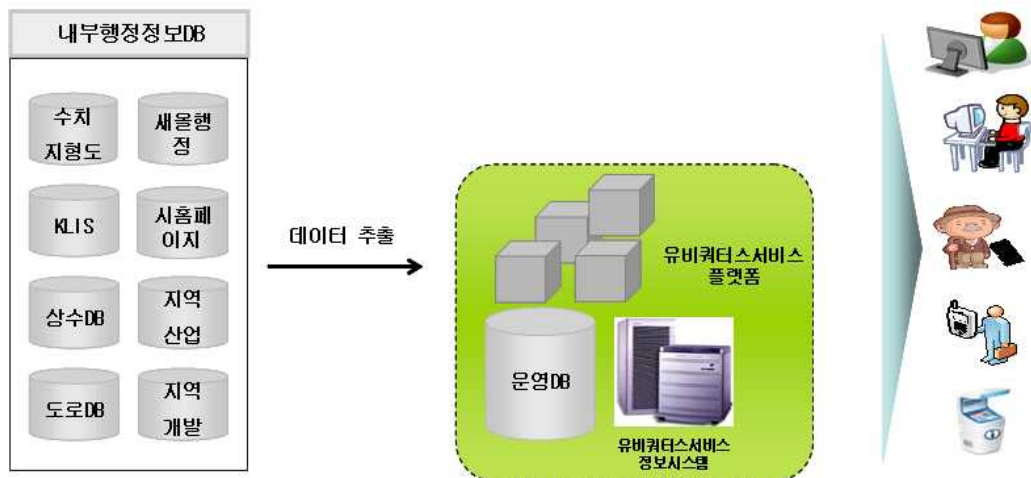 내부행정정보DB
수치
지형도
새올행
정
KLIS
시홈페
이지
상수DB
지역
산업
도로DB
지역
개발
데이터 추출
유비쿼터스서비스
플랫폼
운영DB
유비쿼터스서비스
정보시스템